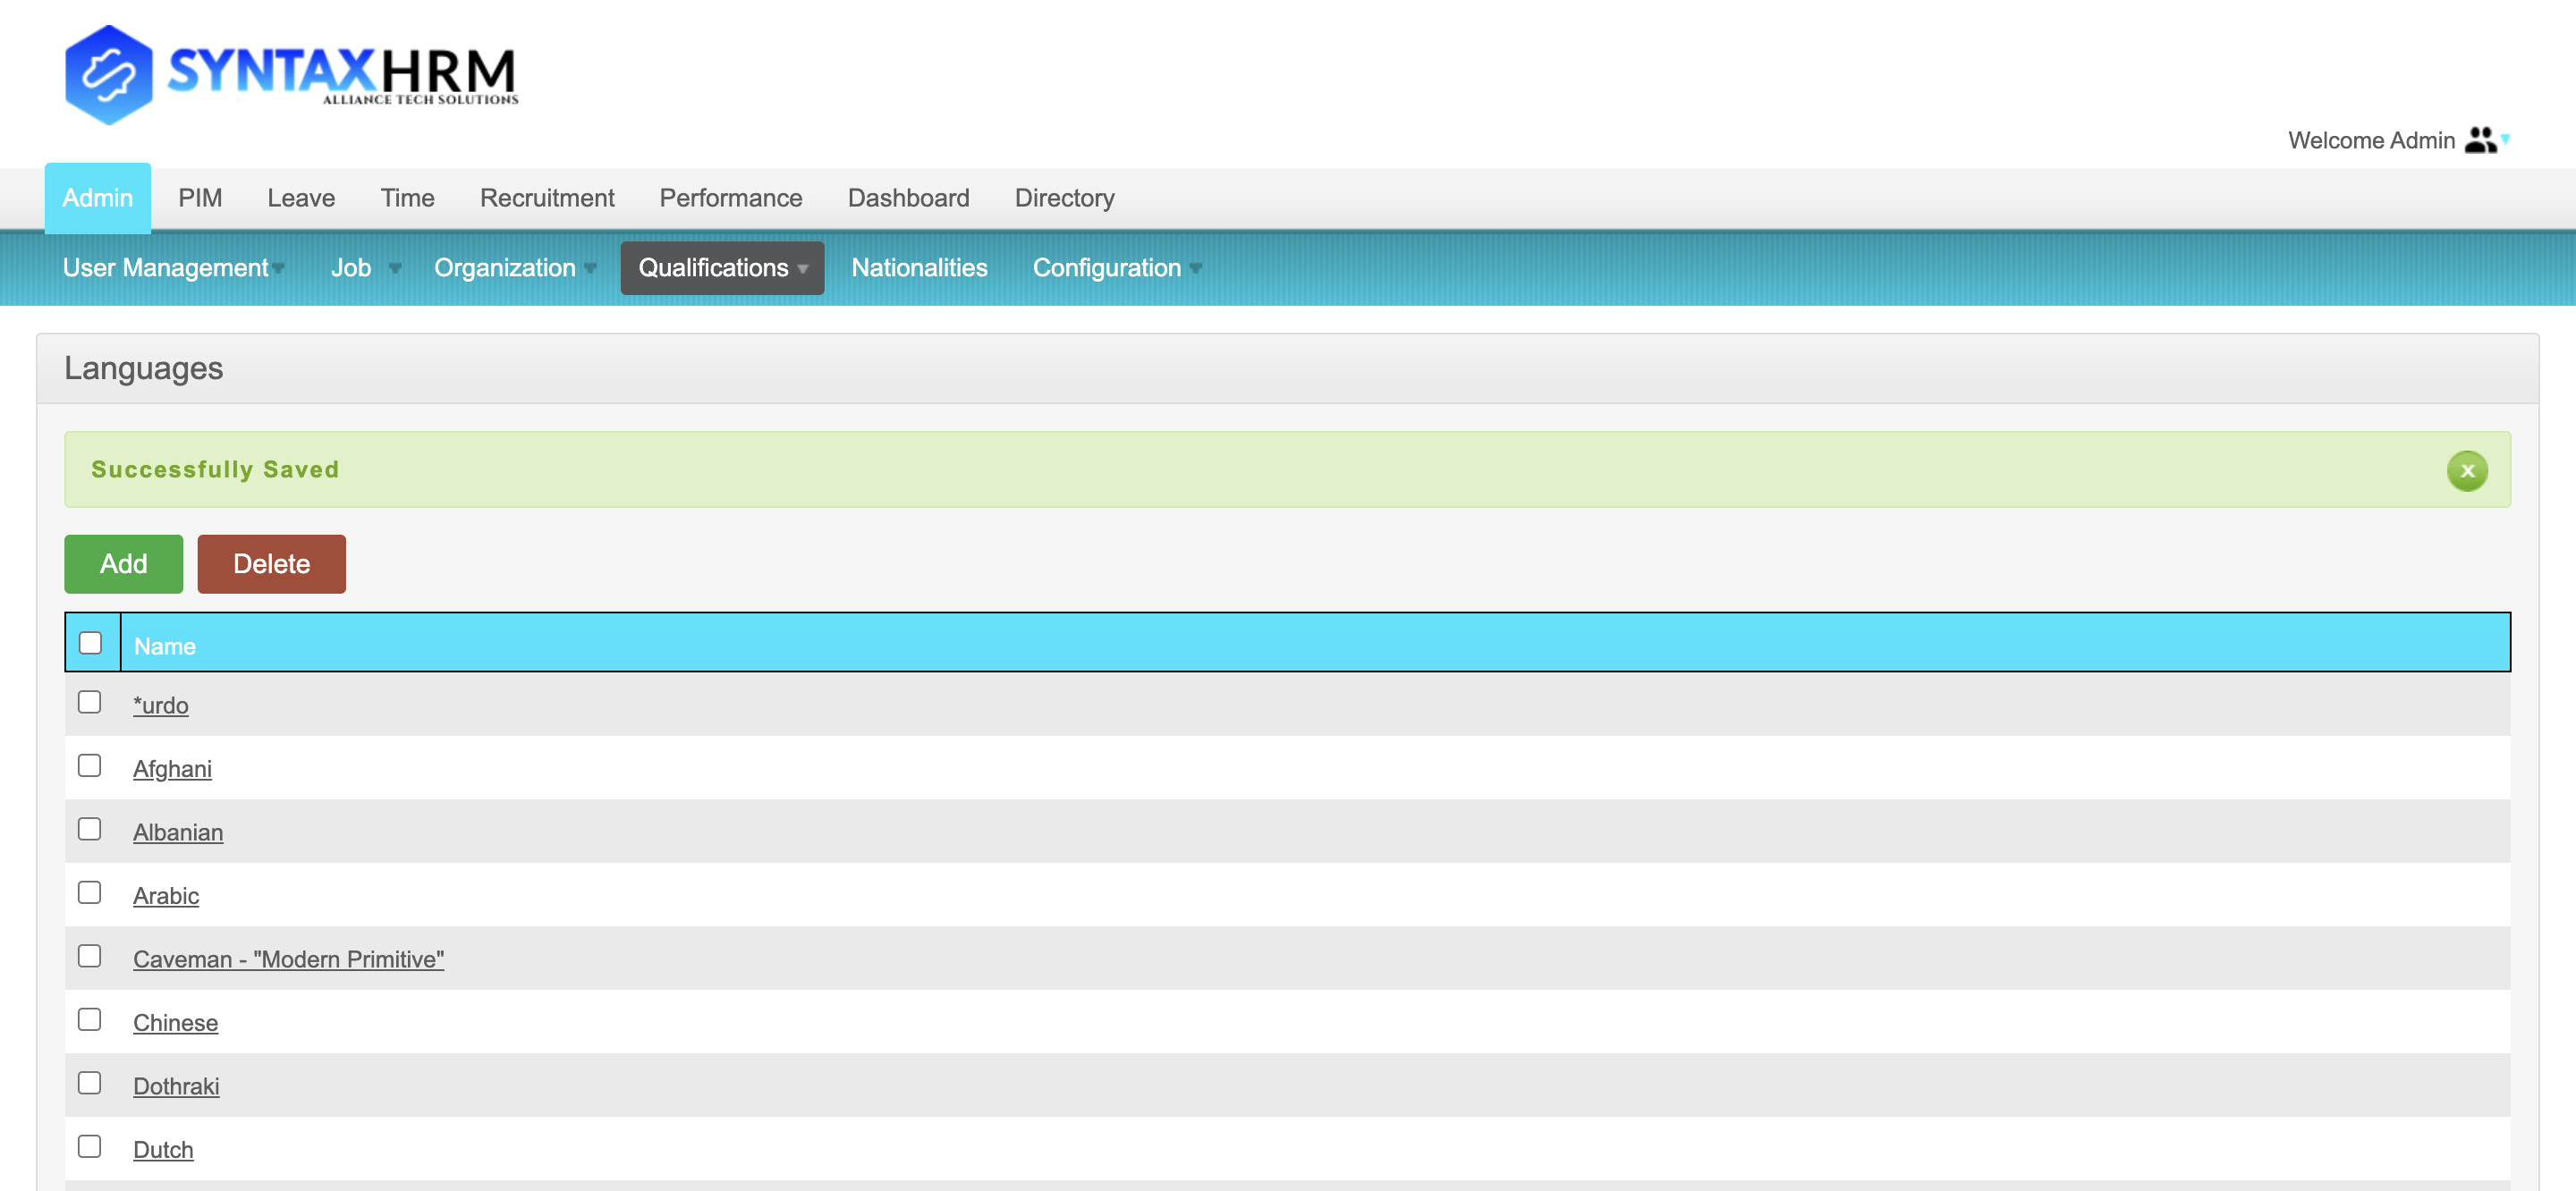 SYNTAXHRM
ALLIANCE TECH SOLUTIONS
Welcome Admin
Admin PIM Leave Time Recruitment Performance Dashboard Directory
User Management Job Organization Qualifications Nationalities Configuration
Languages
Successfully Saved
x
Add Delete
Name
*urdo
Afghani
Albanian
Arabic
Caveman - "Modern Primitive"
Chinese
Dothraki
Dutch